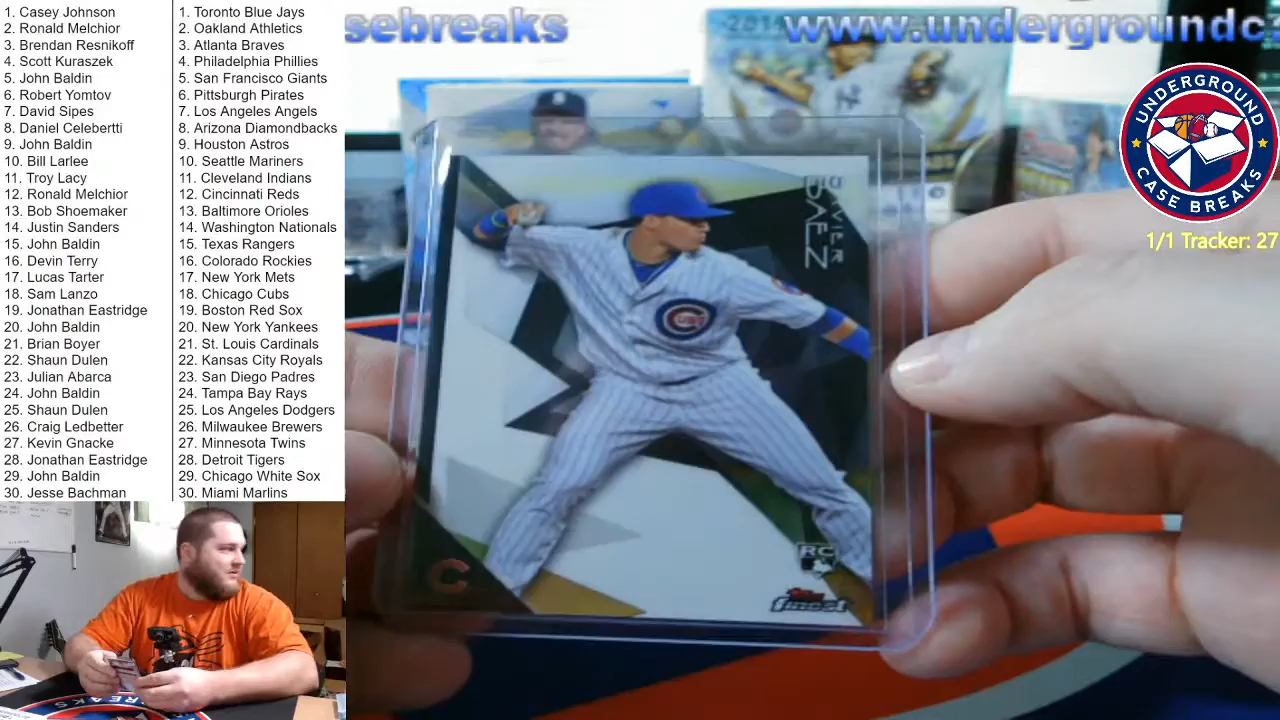 1. Casey Johnson
2. Ronald Melchior
3. Brendan Resnikoff
4. Scott Kuraszek
5. John Baldin
6. Robert Yomtov
7. David Sipes
8. Daniel Celebertti
9. John Baldin
10. Bill Larlee
11. Troy Lacy
12. Ronald Melchior
13. Bob Shoemaker
14. Justin Sanders
15. John Baldin
16. Devin Terry
17. Lucas Tarter
18. Sam Lanzo
19. Jonathan Eastridge
20. John Baldin
21. Brian Boyer
22. Shaun Dulen
23. Julian Abarca
24. John Baldin
25. Shaun Dulen
26. Craig Ledbetter
27. Kevin Gnacke
28. Jonathan Eastridge
29. John Baldin
30. Jesse Bachman
1. Toronto Blue Jays
2. Oakland Athletics
3. Atlanta Braves
4. Philadelphia Phillies
5. San Francisco Giants
6. Pittsburgh Pirates
7. Los Angeles Angels
8. Arizona Diamondbacks
9. Houston Astros
10. Seattle Mariners
11. Cleveland Indians
12. Cincinnati Reds
13. Baltimore Orioles
14. Washington Nationals
15. Texas Rangers
16. Colorado Rockies
17. New York Mets
18. Chicago Cubs
19. Boston Red Sox
20. New York Yankees
21. St. Louis Cardinals
22. Kansas City Royals
23. San Diego Padres
24. Tampa Bay Rays
25. Los Angeles Dodgers
26. Milwaukee Brewers
27. Minnesota Twins
28. Detroit Tigers
29. Chicago White Sox
30. Miami Marlins
sebreaks
www.undergroundc
UNDERGROUND
CASE BREAKS
1/1 Tracker: 27
JAVIER
BAEZ
CUBS
C
RC
Topps
finest
BREAKS